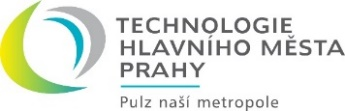 TECHNOLOGIE
HLAVNÍHO MĚSTA
PRAHY
Pulz naší metropole